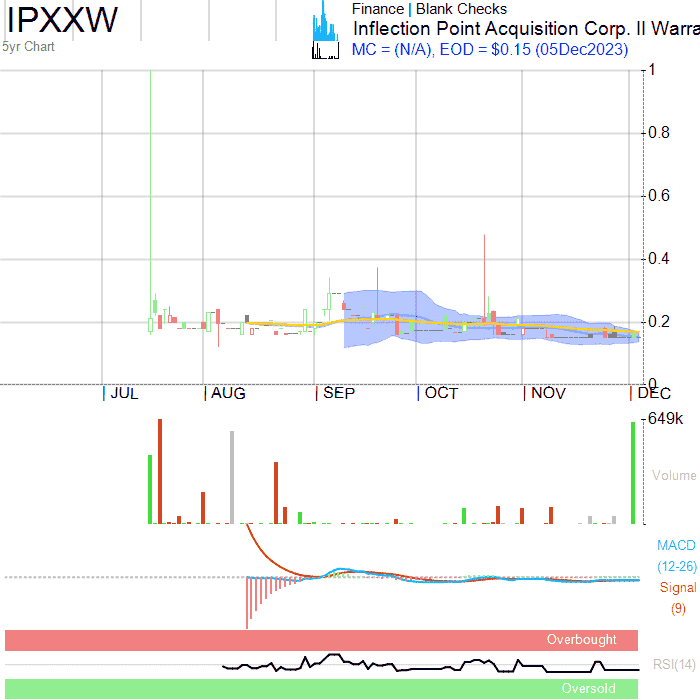 IPXXW
5yr Chart
Finance | Blank Checks
Inflection Point Acquisition Corp. II Warra
MC = (N/A), EOD = $0.15 (05Dec2023)
1
0.8
0.6
0.4
0.2
0
JUL AUG SEP OCT NOV DEC
649k
Volume
MACD
(12-26)
Signal
(9)
Overbought
RSI(14)
Oversold